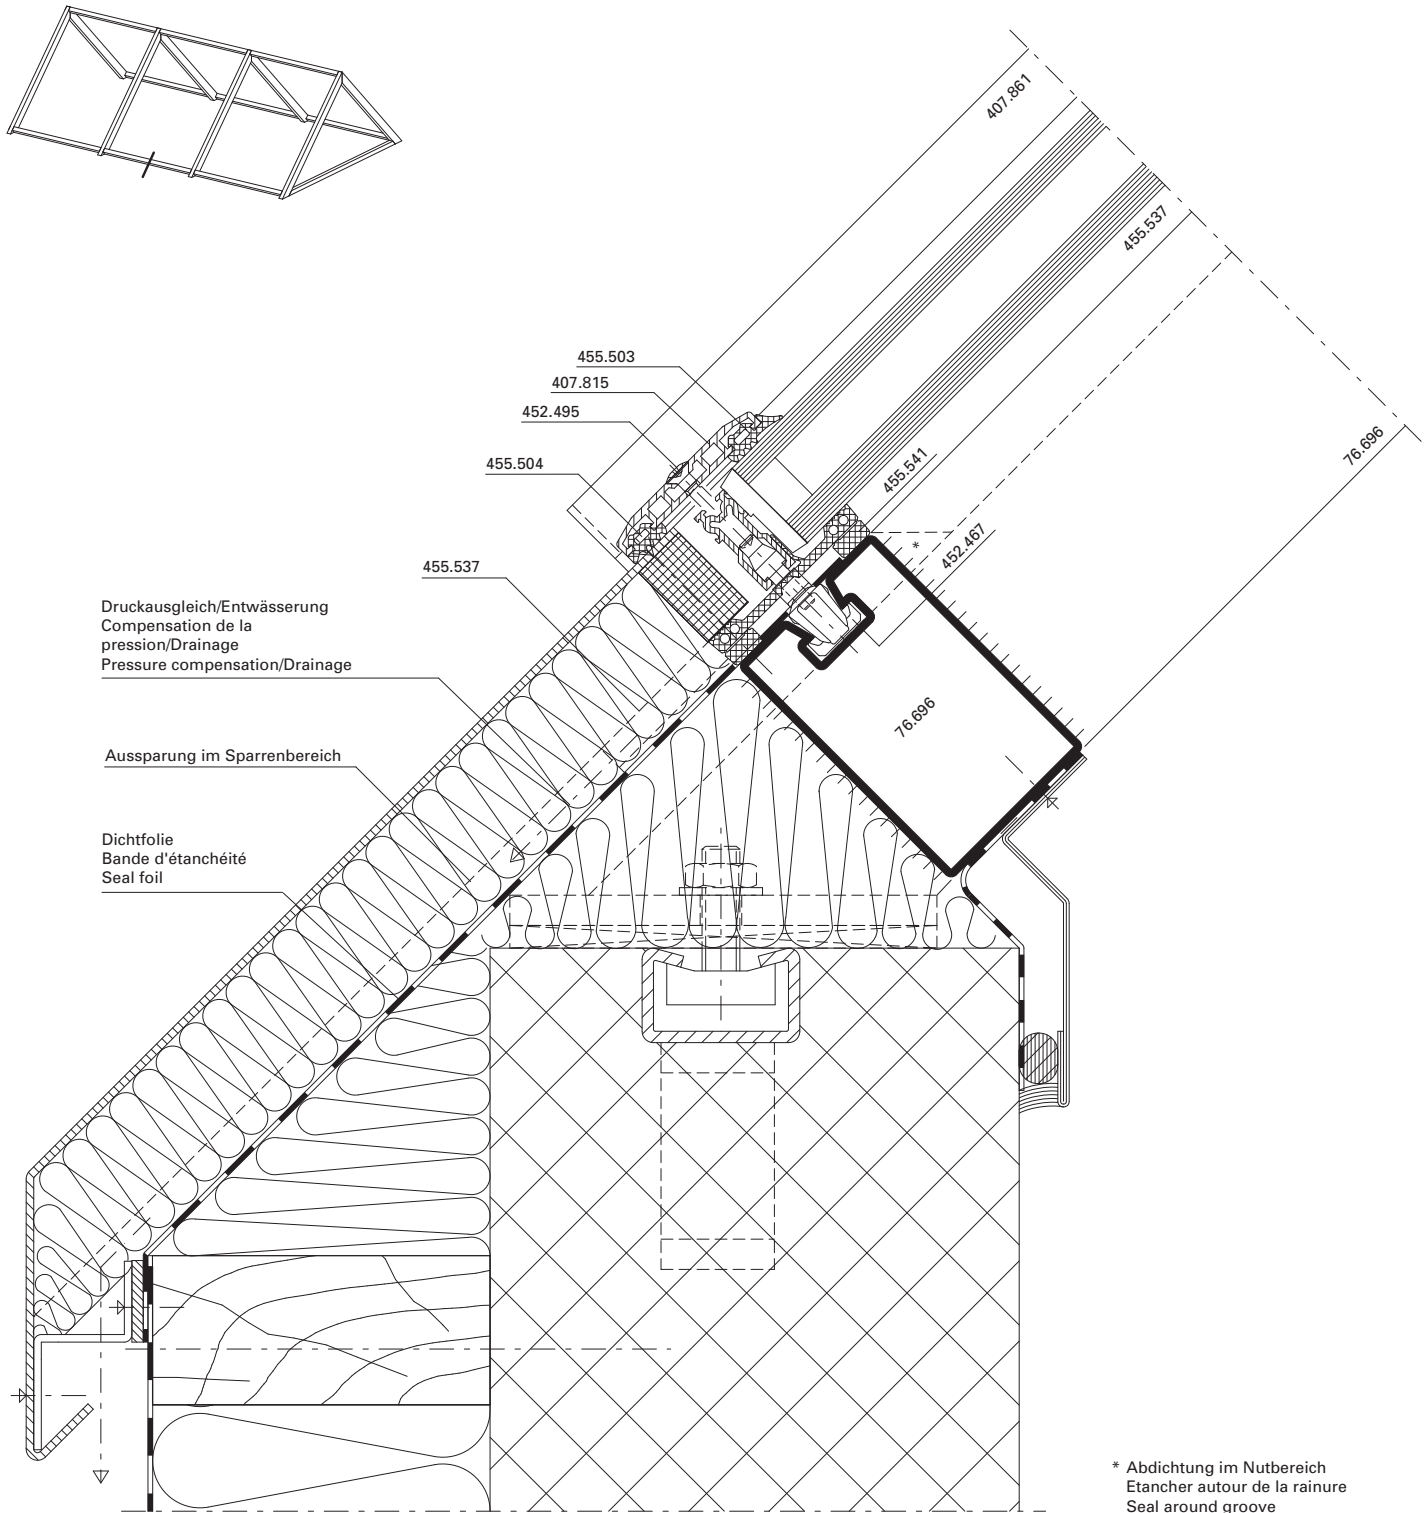 407.861
455.537
76.696
455.503
407.815
452.495
455.504
455.541
452.467
*
455.537
76.696
Druckausgleich/Entwässerung
Compensation de la
pression/Drainage
Pressure compensation/Drainage
Aussparung im Sparrenbereich
Dichtfolie
Bande d'étanchéité
Seal foil
* Abdichtung im Nutbereich
Etancher autour de la rainure
Seal around groove